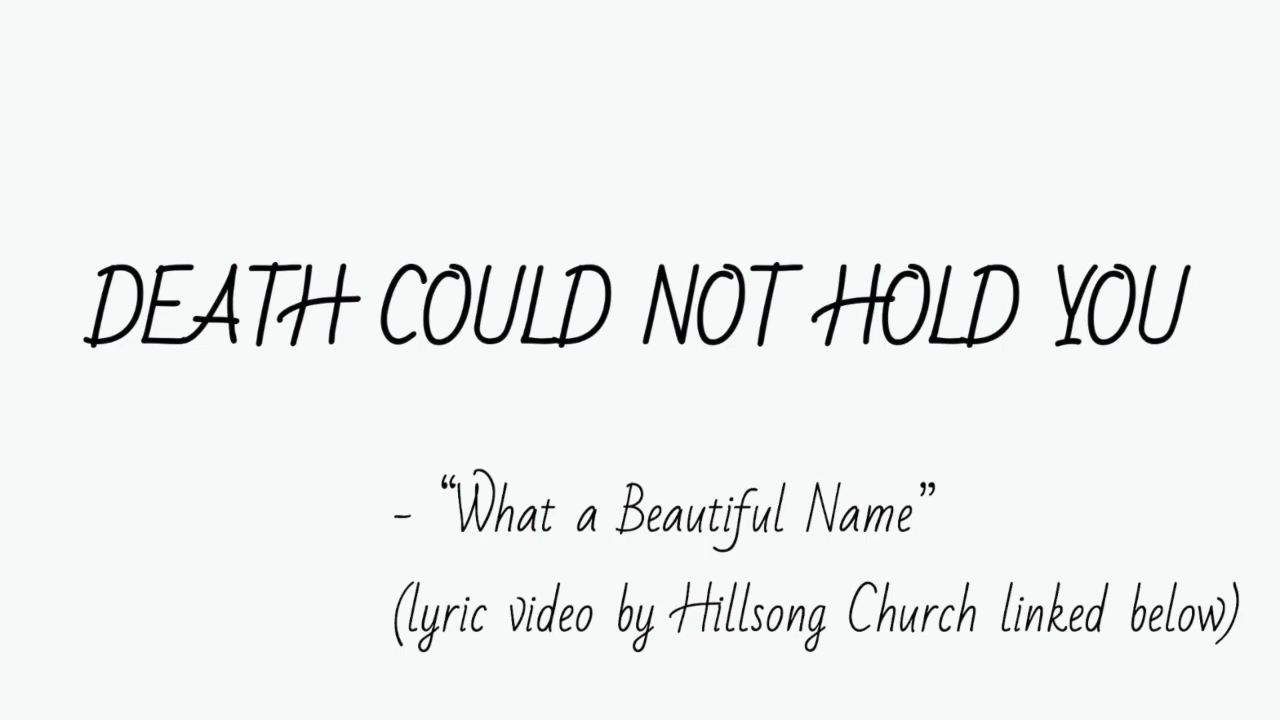 DEATH COULD NOT HOLD YOU
- “What a Beautiful Name”
(lyric video by Hillsong Church linked below)